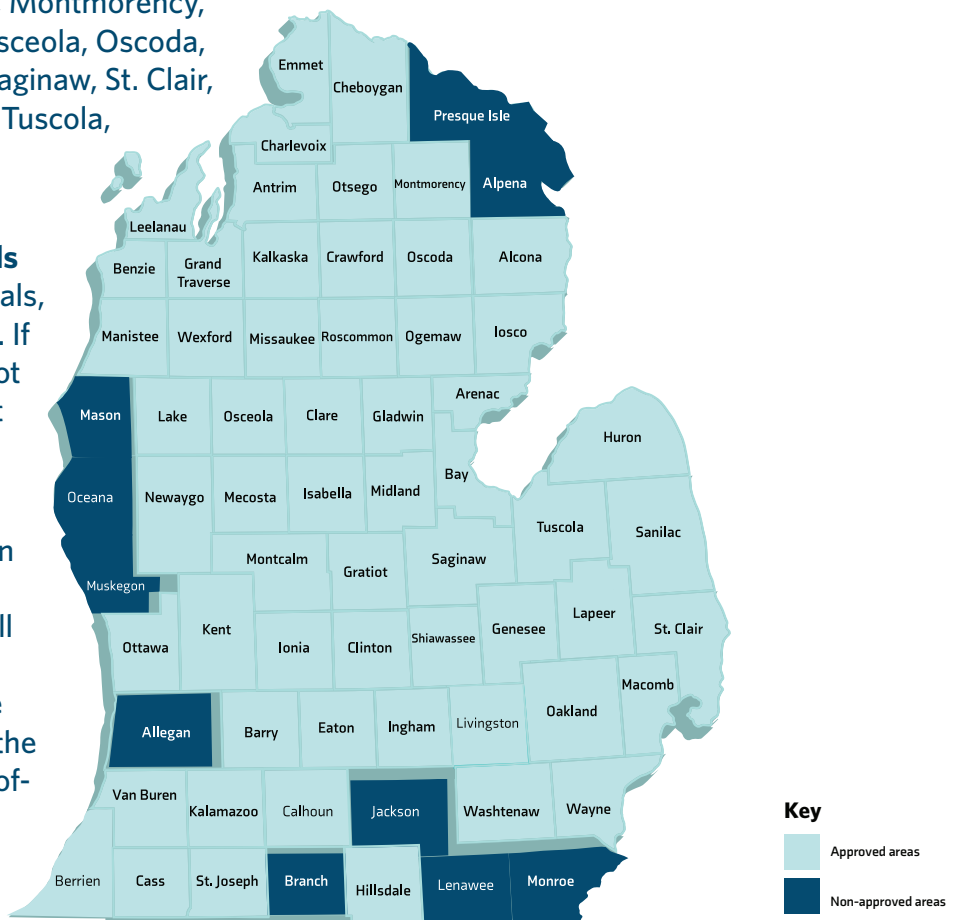 Montmorency,
Oscoda,
St. Clair,
Tuscola,
If
the
Emmet
Cheboygan
Presque Isle
Charlevoix
Antrim
Otsego
Montmorency
Alpena
Leelanau
Benzie
Grand
Traverse
Kalkaska
Crawford
Oscoda
Alcona
Manistee
Wexford
Missaukee
Roscommon
Ogemaw
Iosco
Mason
Lake
Osceola
Clare
Gladwin
Arenac
Huron
Oceana
Newaygo
Mecosta
Isabella
Midland
Bay
Tuscola
Sanilac
Montcalm
Gratiot
Saginaw
Muskegon
Ottawa
Kent
Ionia
Clinton
Shiawassee
Genesee
Lapeer
St. Clair
Allegan
Barry
Eaton
Ingham
Livingston
Oakland
Macomb
Van Buren
Kalamazoo
Calhoun
Jackson
Washtenaw
Wayne
Berrien
Cass
St. Joseph
Branch
Hillsdale
Lenawee
Monroe
Key
Approved areas
Non-approved areas